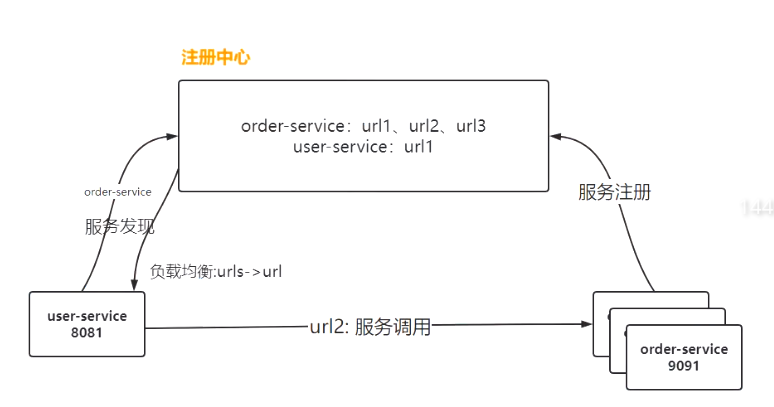 注册中心
order-service：url1、url2、url3
user-service：url1
order-service
服务发现
服务注册
负载均衡:urls->url
user-service
8081
url2: 服务调用
order-service
9091
144